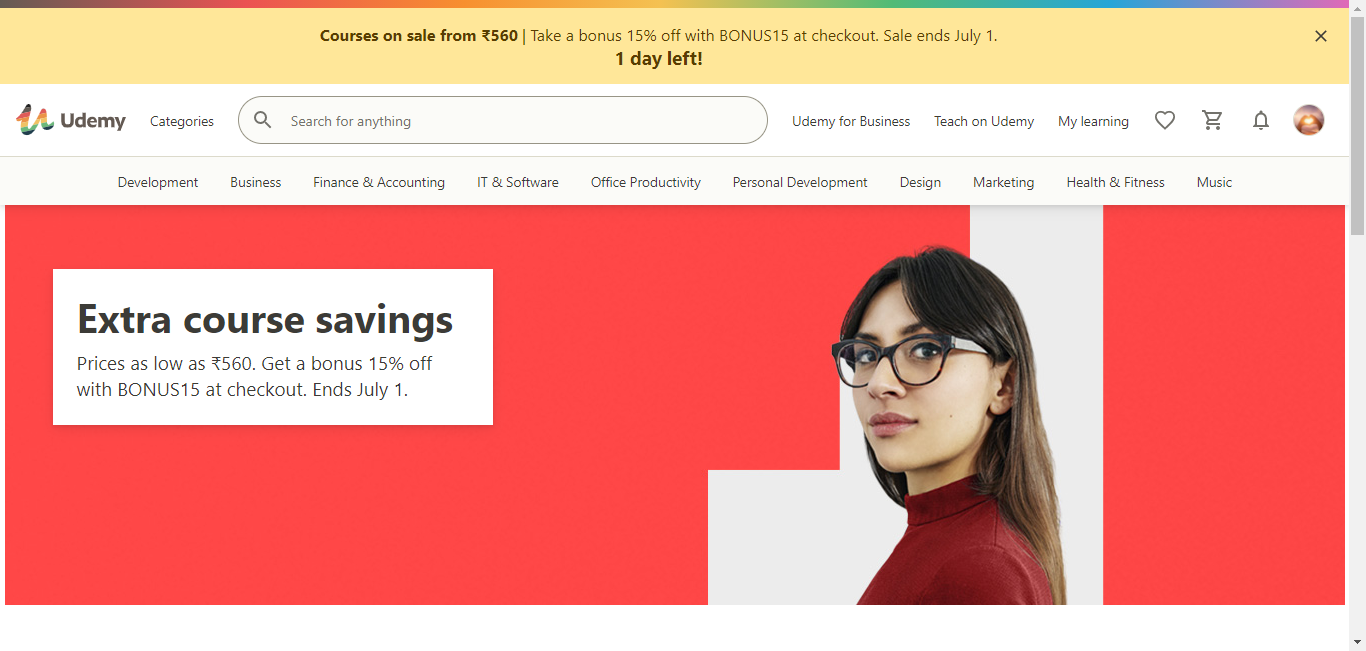 Courses on sale from ₹560 | Take a bonus 15% off with BONUS15 at checkout. Sale ends July 1.
1 day left!
Udemy
Categories
Search for anything
Udemy for Business
Teach on Udemy
My learning
Development
Business
Finance & Accounting
IT & Software
Office Productivity
Personal Development
Design
Marketing
Health & Fitness
Music
Extra course savings
Prices as low as ₹560. Get a bonus 15% off
with BONUS15 at checkout. Ends July 1.